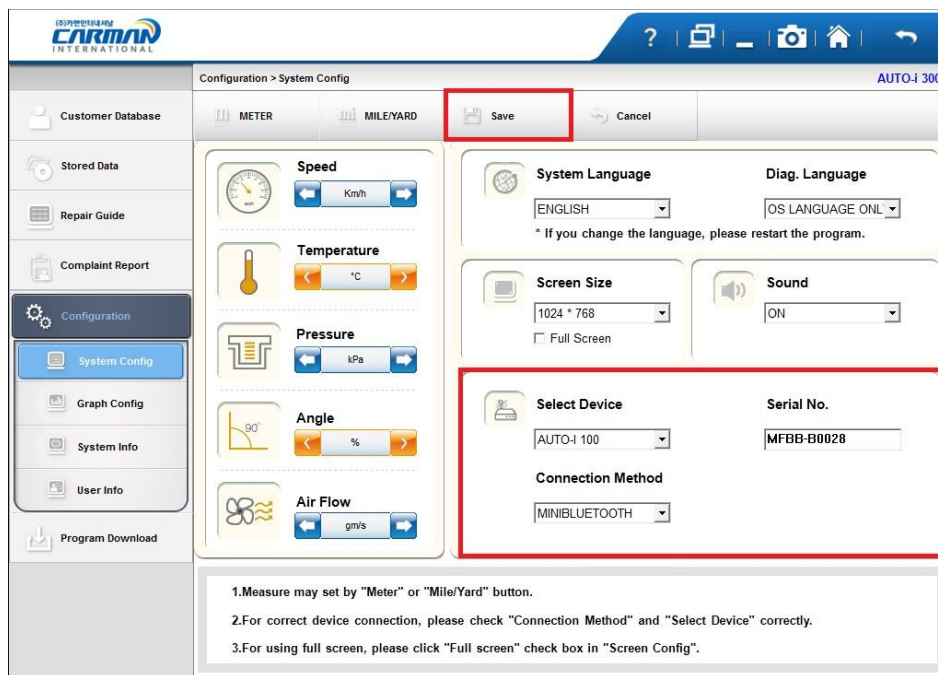 (주)카맨인터내셔날
CARMAN
INTERNATIONAL
?
Configuration > System Config
AUTO-i 300
Customer Database
Stored Data
Repair Guide
Complaint Report
Configuration
System Config
Graph Config
System Info
User Info
Program Download
METER
MILE/YARD
Save
Cancel
Speed
Km/h
Temperature
°C
Pressure
kPa
Angle
90°
%
Air Flow
gm/s
System Language
ENGLISH
Diag. Language
OS LANGUAGE ONL
* If you change the language, please restart the program.
Screen Size
1024 * 768
Full Screen
Sound
ON
Select Device
AUTO-I 100
Serial No.
MFBB-B0028
Connection Method
MINIBLUETOOTH
1.Measure may set by "Meter" or "Mile/Yard" button.
2.For correct device connection, please check "Connection Method" and "Select Device" correctly.
3.For using full screen, please click "Full screen" check box in "Screen Config".